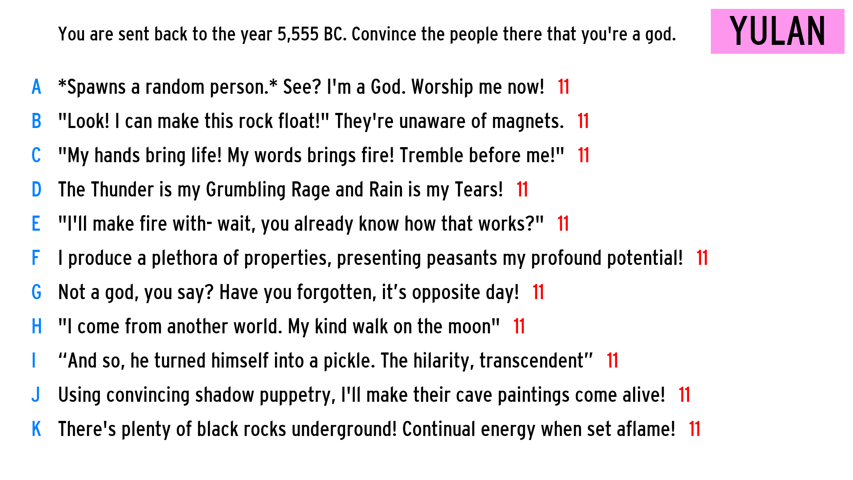 You are sent back to the year 5,555 BC. Convince the people there that you're a god.
YULAN
A *Spawns a random person.* See? I'm a God. Worship me now! 11
B "Look! I can make this rock float!" They're unaware of magnets. 11
C "My hands bring life! My words brings fire! Tremble before me!" 11
D The Thunder is my Grumbling Rage and Rain is my Tears! 11
E "I'll make fire with- wait, you already know how that works?" 11
F I produce a plethora of properties, presenting peasants my profound potential! 11
G Not a god, you say? Have you forgotten, it’s opposite day! 11
H "I come from another world. My kind walk on the moon" 11
I “And so, he turned himself into a pickle. The hilarity, transcendent” 11
J Using convincing shadow puppetry, I'll make their cave paintings come alive! 11
K There's plenty of black rocks underground! Continual energy when set aflame! 11